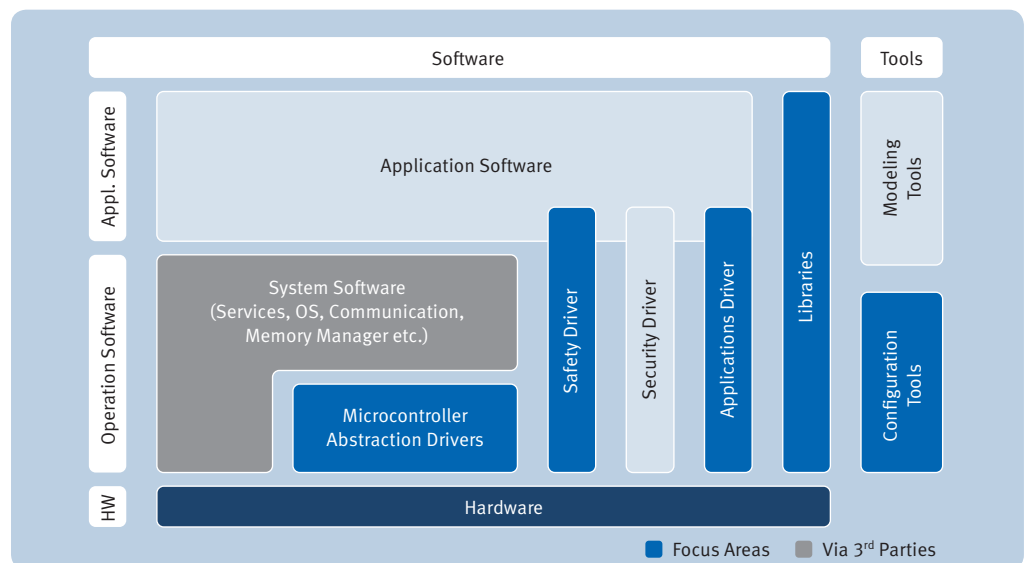 Software
Tools
Appl. Software
Application Software
Modeling
Tools
Operation Software
System Software
(Services, OS, Communication,
Memory Manager etc.)
Microcontroller
Abstraction Drivers
Safety Driver
Security Driver
Applications Driver
Libraries
Configuration
Tools
HW
Hardware
Focus Areas
Via 3rd Parties